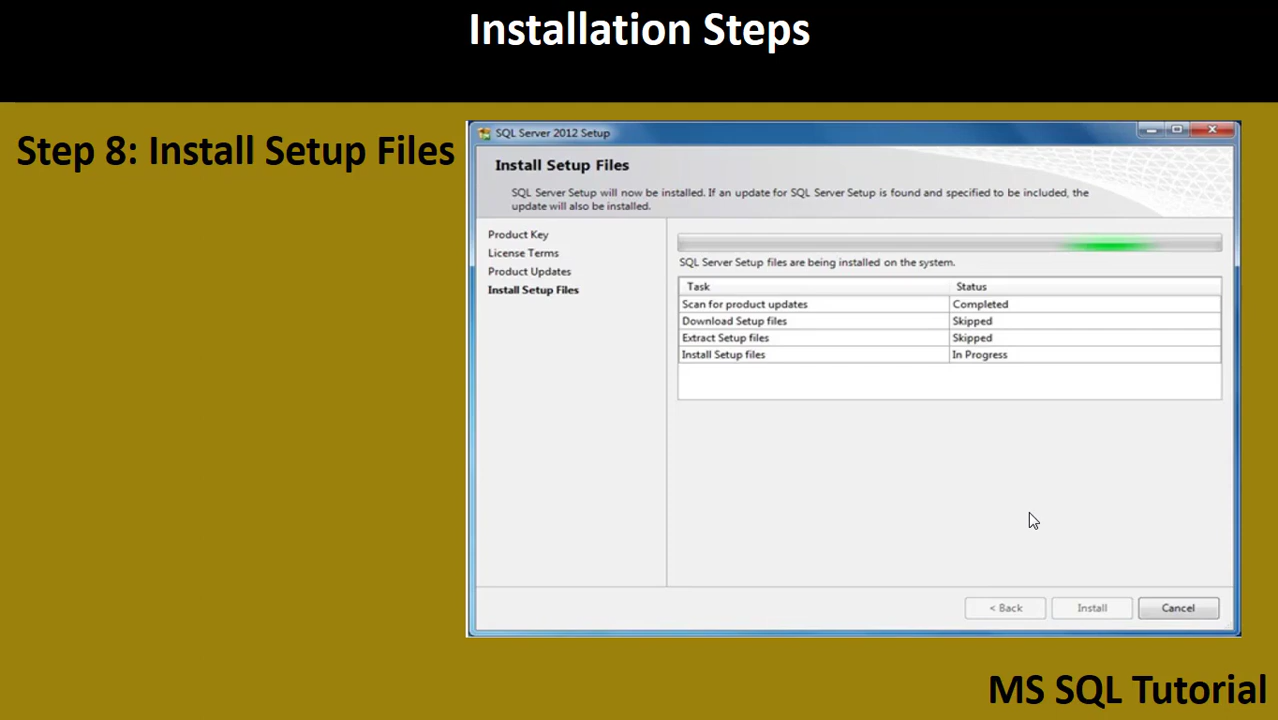 Installation Steps
Step 8: Install Setup Files
SQL Server 2012 Setup
Install Setup Files
SQL Server Setup will now be installed. If an update for SQL Server Setup is found and specified to be included, the
update will also be installed.
Product Key
License Terms
Product Updates
Install Setup Files
SQL Server Setup files are being installed on the system.
Task Status
Scan for product updates Completed
Download Setup files Skipped
Extract Setup files Skipped
Install Setup files In Progress
< Back Install Cancel
MS SQL Tutorial